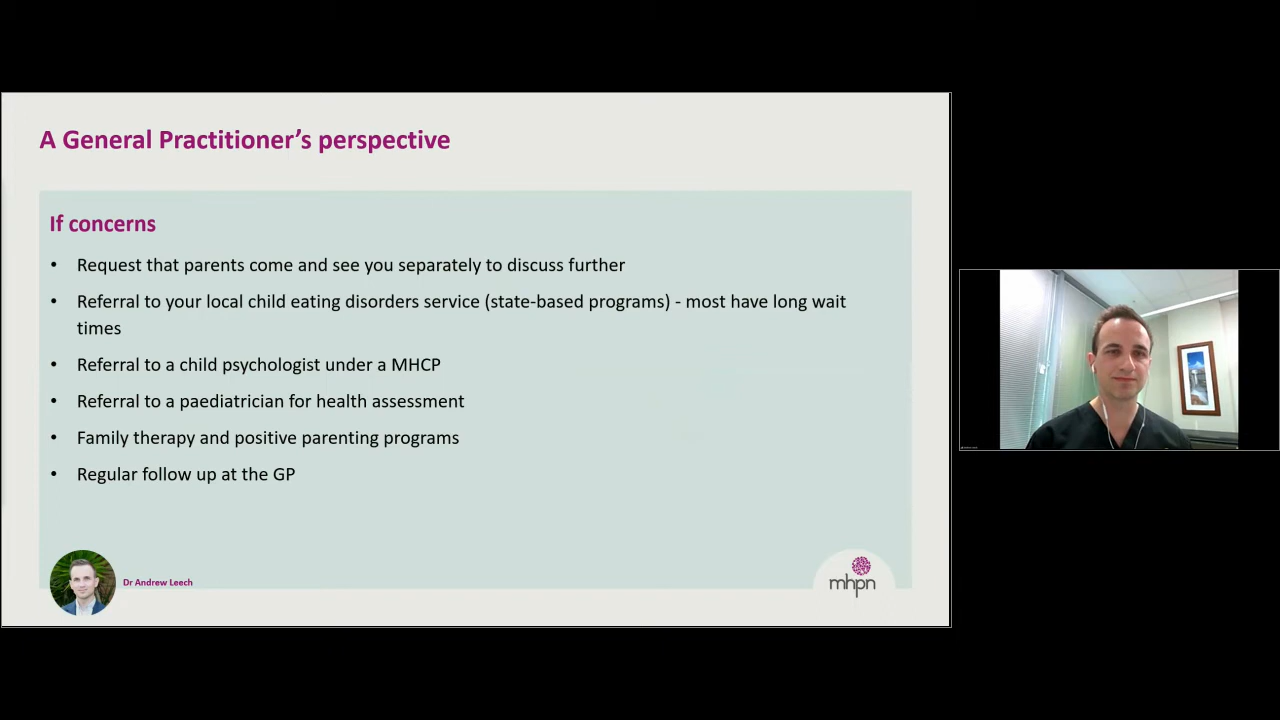 A General Practitioner's perspective
If concerns
• Request that parents come and see you separately to discuss further
• Referral to your local child eating disorders service (state-based programs) - most have long wait
times
• Referral to a child psychologist under a MHCP
• Referral to a paediatrician for health assessment
• Family therapy and positive parenting programs
• Regular follow up at the GP
Dr Andrew Leech
mhpn